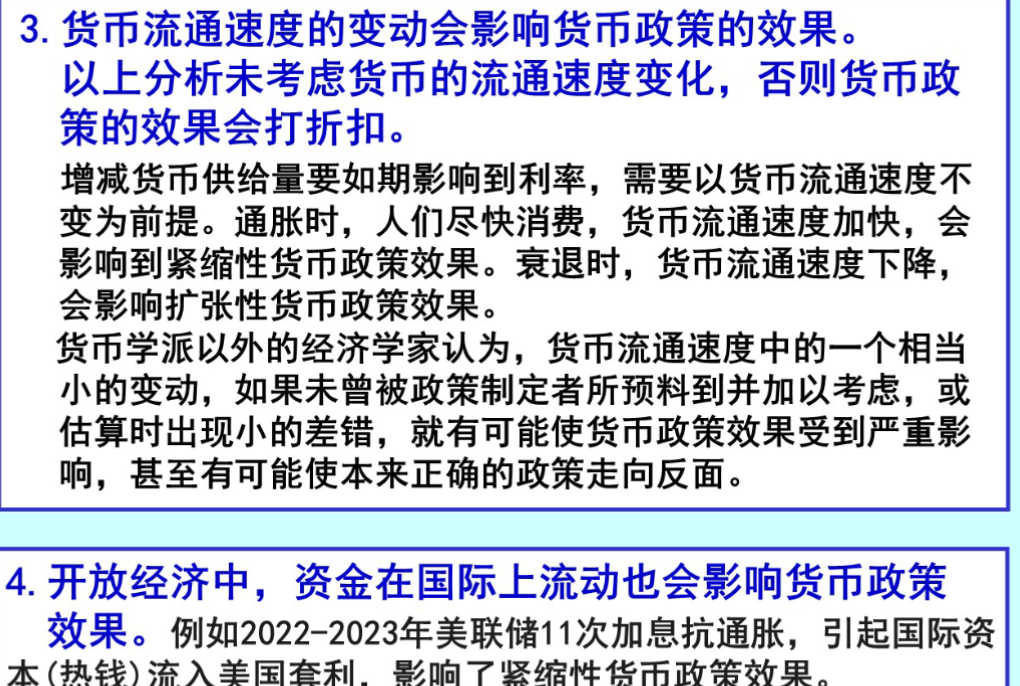 3. 货币流通速度的变动会影响货币政策的效果。
以上分析未考虑货币的流通速度变化，否则货币政
策的效果会打折扣。
增减货币供给量要如期影响到利率，需要以货币流通速度不
变为前提。通胀时，人们尽快消费，货币流通速度加快，会
影响到紧缩性货币政策效果。衰退时，货币流通速度下降，
会影响扩张性货币政策效果。
货币学派以外的经济学家认为，货币流通速度中的一个相当
小的变动，如果未曾被政策制定者所预料到并加以考虑，或
估算时出现小的差错，就有可能使货币政策效果受到严重影
响，甚至有可能使本来正确的政策走向反面。
4. 开放经济中，资金在国际上流动也会影响货币政策
效果。例如2022-2023年美联储11次加息抗通胀，引起国际资
本(热钱)流入美国套利，影响了紧缩性货币政策效果。